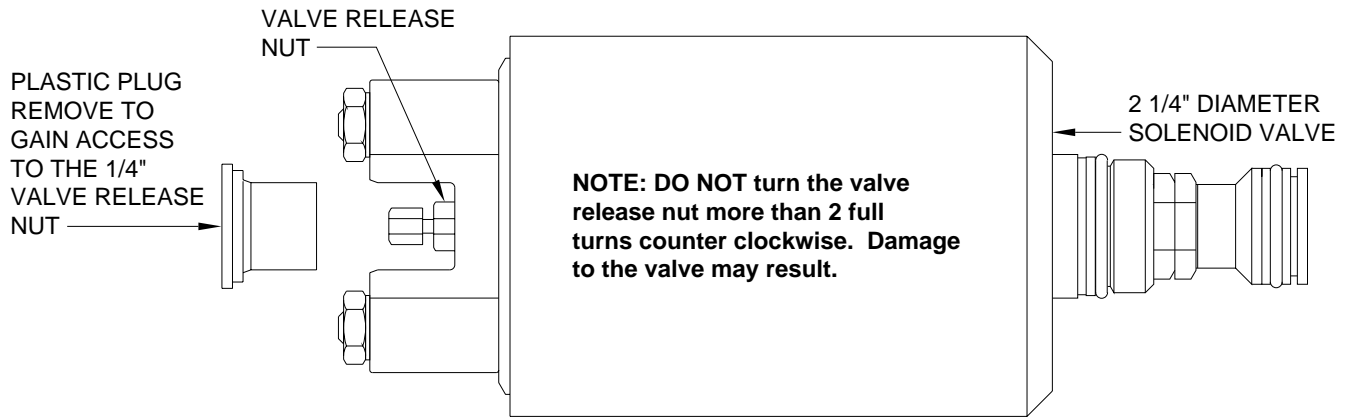 VALVE RELEASE
NUT
PLASTIC PLUG
REMOVE TO
GAIN ACCESS
TO THE 1/4"
VALVE RELEASE
NUT
2 1/4" DIAMETER
SOLENOID VALVE
NOTE: DO NOT turn the valve
release nut more than 2 full
turns counter clockwise. Damage
to the valve may result.